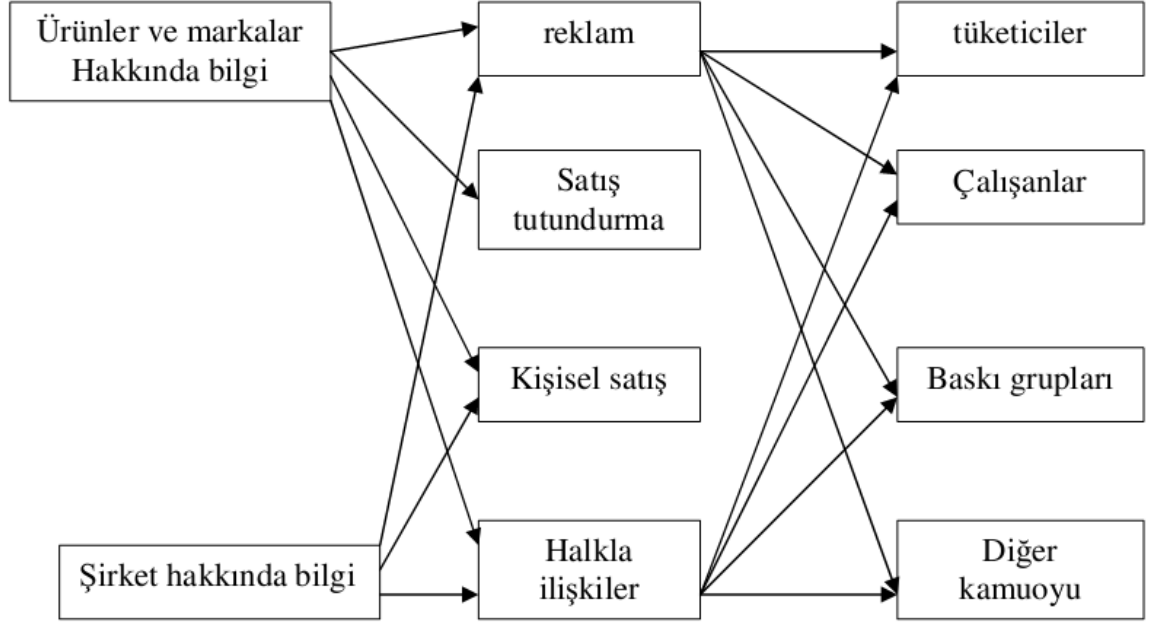 Ürünler ve markalar
Hakkında bilgi
reklam
tüketiciler
Satış
tutundurma
Çalışanlar
Kişisel satış
Baskı grupları
Şirket hakkında bilgi
Halkla
ilişkiler
Diğer
kamuoyu